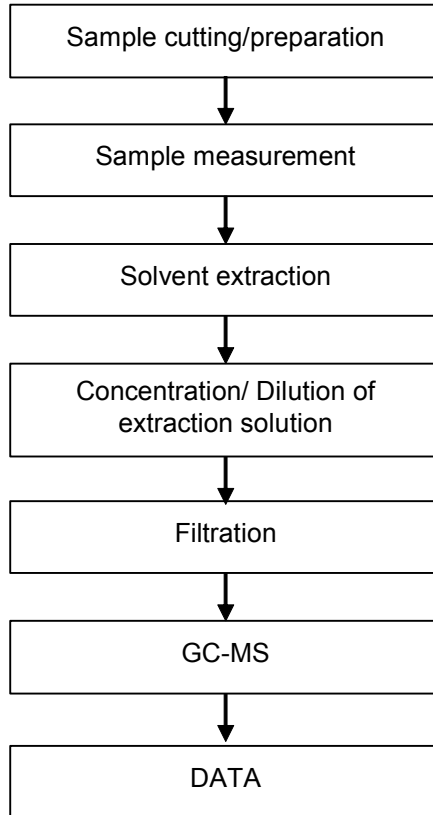 Sample cutting/preparation
Sample measurement
Solvent extraction
Concentration/ Dilution of
extraction solution
Filtration
GC-MS
DATA